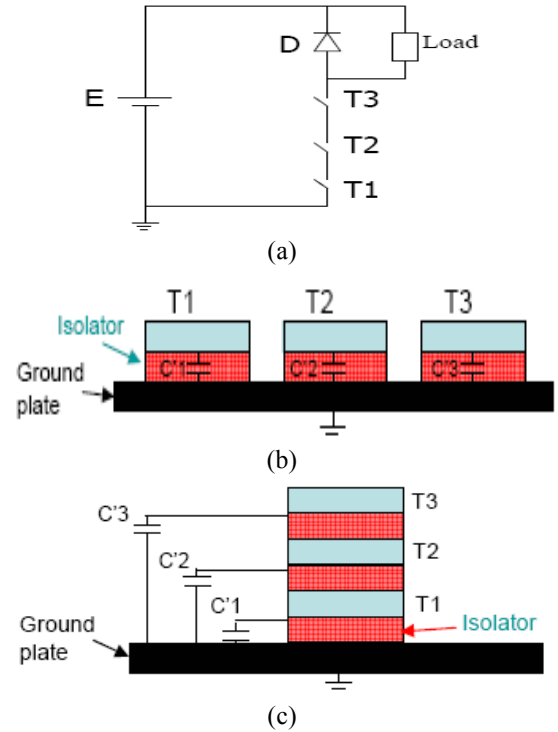 D
Load
E
T3
T2
T1
(a)
T1 T2 T3
Isolator
C'1 C'2 C'3
Ground
plate
(b)
T3
C'3
T2
C'2
T1
C'1
Ground
plate
Isolator
(c)